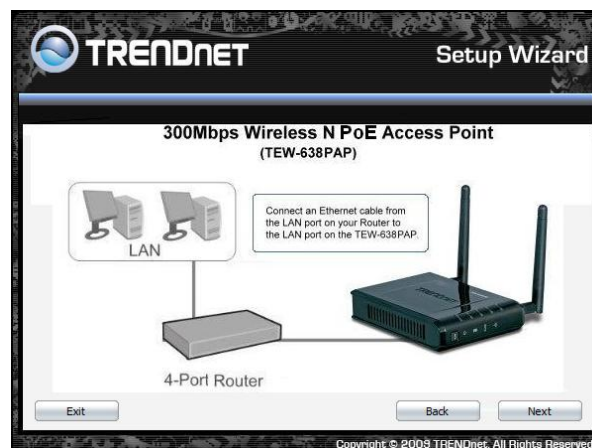 TRENDnet
Setup Wizard
300Mbps Wireless N PoE Access Point
(TEW-638PAP)
Connect an Ethernet cable from
the LAN port on your Router to
the LAN port on the TEW-638PAP.
LAN
TRENDNET
4-Port Router
Exit
Back
Next
Copyright © 2009 TRENDnet. All Rights Reserved